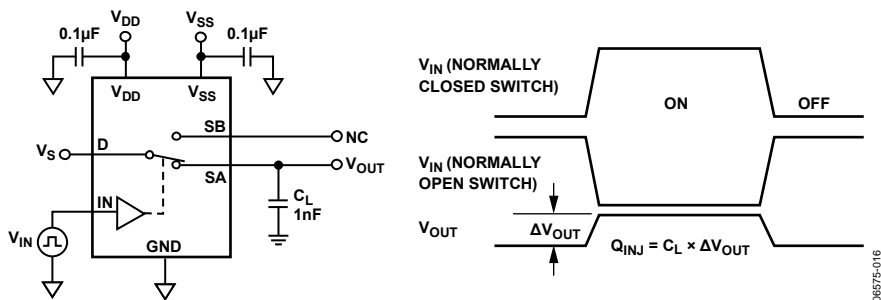 VDD
VSS
0.1µF
0.1µF
VDD
VSS
SB
NC
VS
D
SA
VOUT
CL
1nF
IN
VIN
GND
VIN (NORMALLY
CLOSED SWITCH)
ON
OFF
VIN (NORMALLY
OPEN SWITCH)
VOUT
ΔVOUT
QINJ = CL × ΔVOUT
06575-016